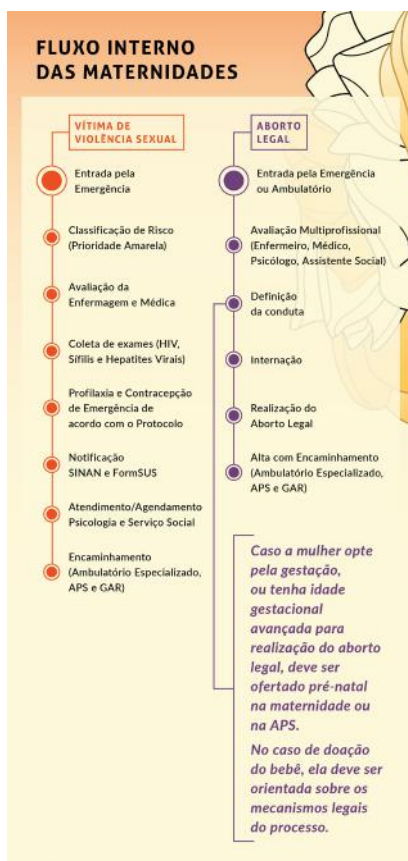 FLUXO INTERNO
DAS MATERNIDADES
VÍTIMA DE
VIOLÊNCIA SEXUAL
Entrada pela
Emergência
Classificação de Risco
(Prioridade Amarela)
Avaliação da
Enfermagem e Médica
Coleta de exames (HIV,
Sífilis e Hepatites Virais)
Profilaxia e Contracepção
de Emergência de
acordo com o Protocolo
Notificação
SINAN e FormSUS
Atendimento/Agendamento
Psicologia e Serviço Social
Encaminhamento
(Ambulatório Especializado,
APS e GAR)
ABORTO
LEGAL
Entrada pela Emergência
ou Ambulatório
Avaliação Multiprofissional
(Enfermeiro, Médico,
Psicólogo, Assistente Social)
Definição
da conduta
Internação
Realização do
Aborto Legal
Alta com Encaminhamento
(Ambulatório Especializado,
APS e GAR)
Caso a mulher opte
pela gestação,
ou tenha idade
gestacional
avançada para
realização do aborto
legal, deve ser
ofertado pré-natal
na maternidade ou
na APS.
No caso de doação
do bebê, ela deve ser
orientada sobre os
mecanismos legais
do processo.